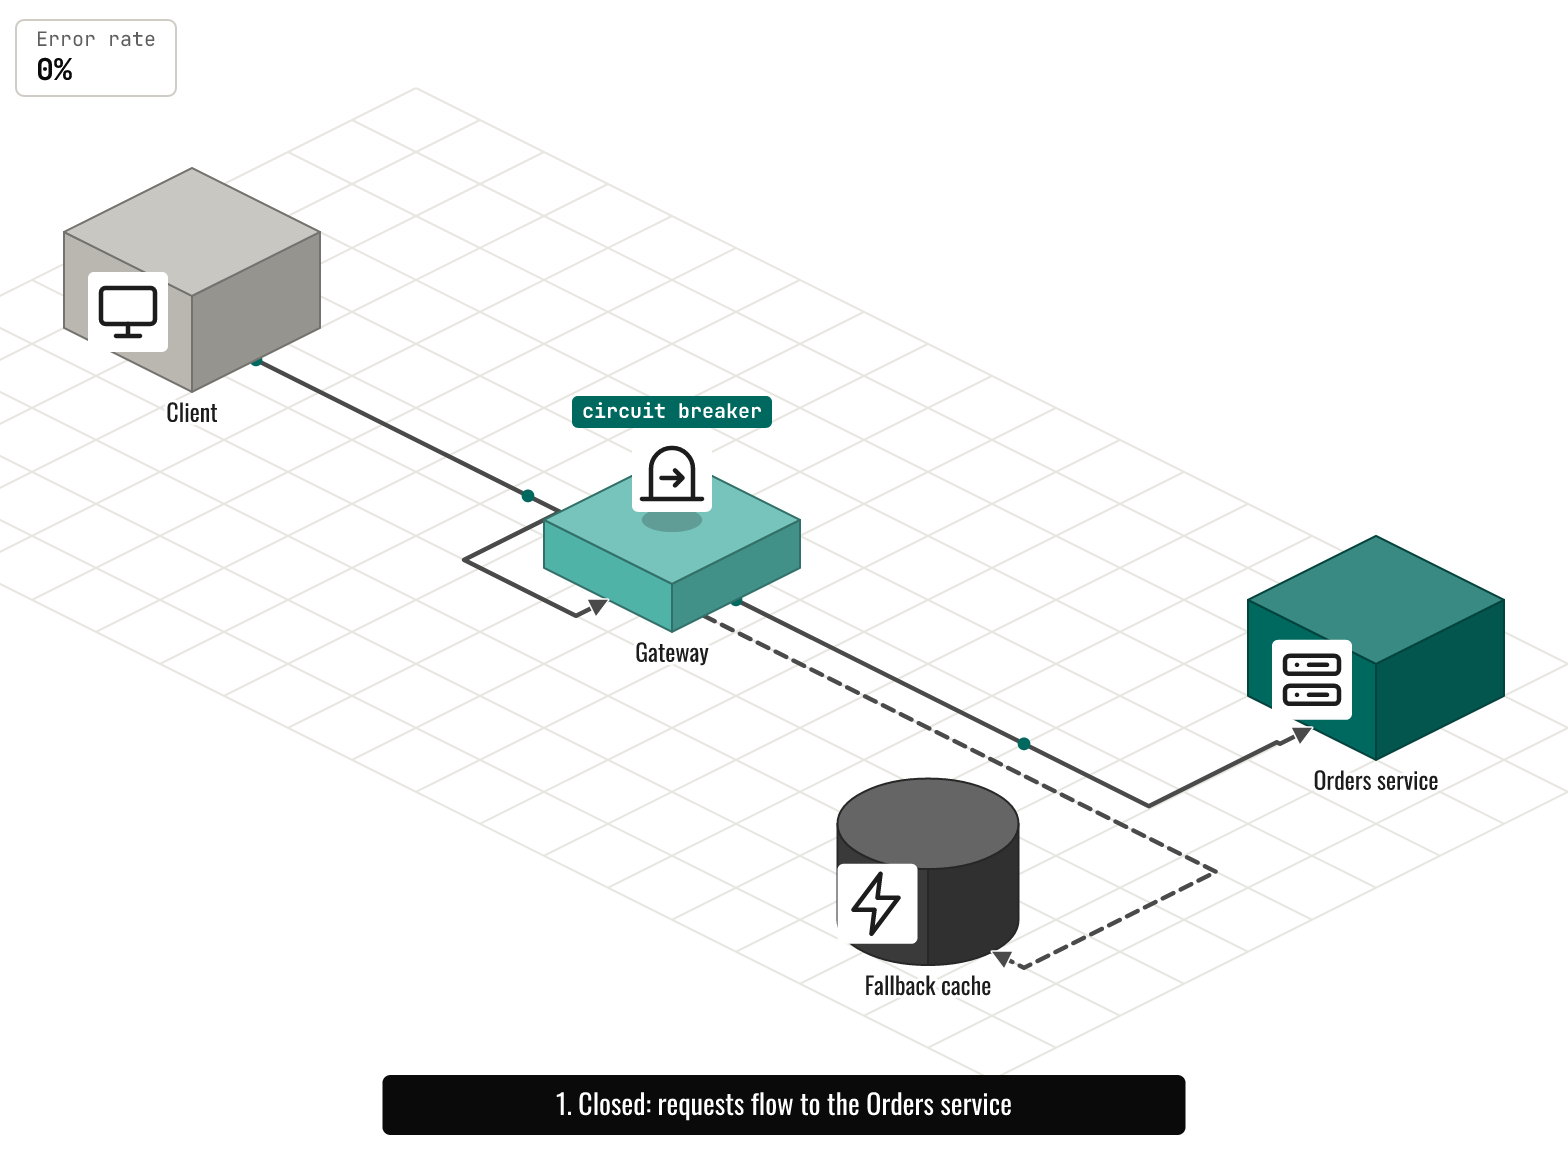 Error rate
0%
Client
circuit breaker
Gateway
Orders service
Fallback cache
1. Closed: requests flow to the Orders service